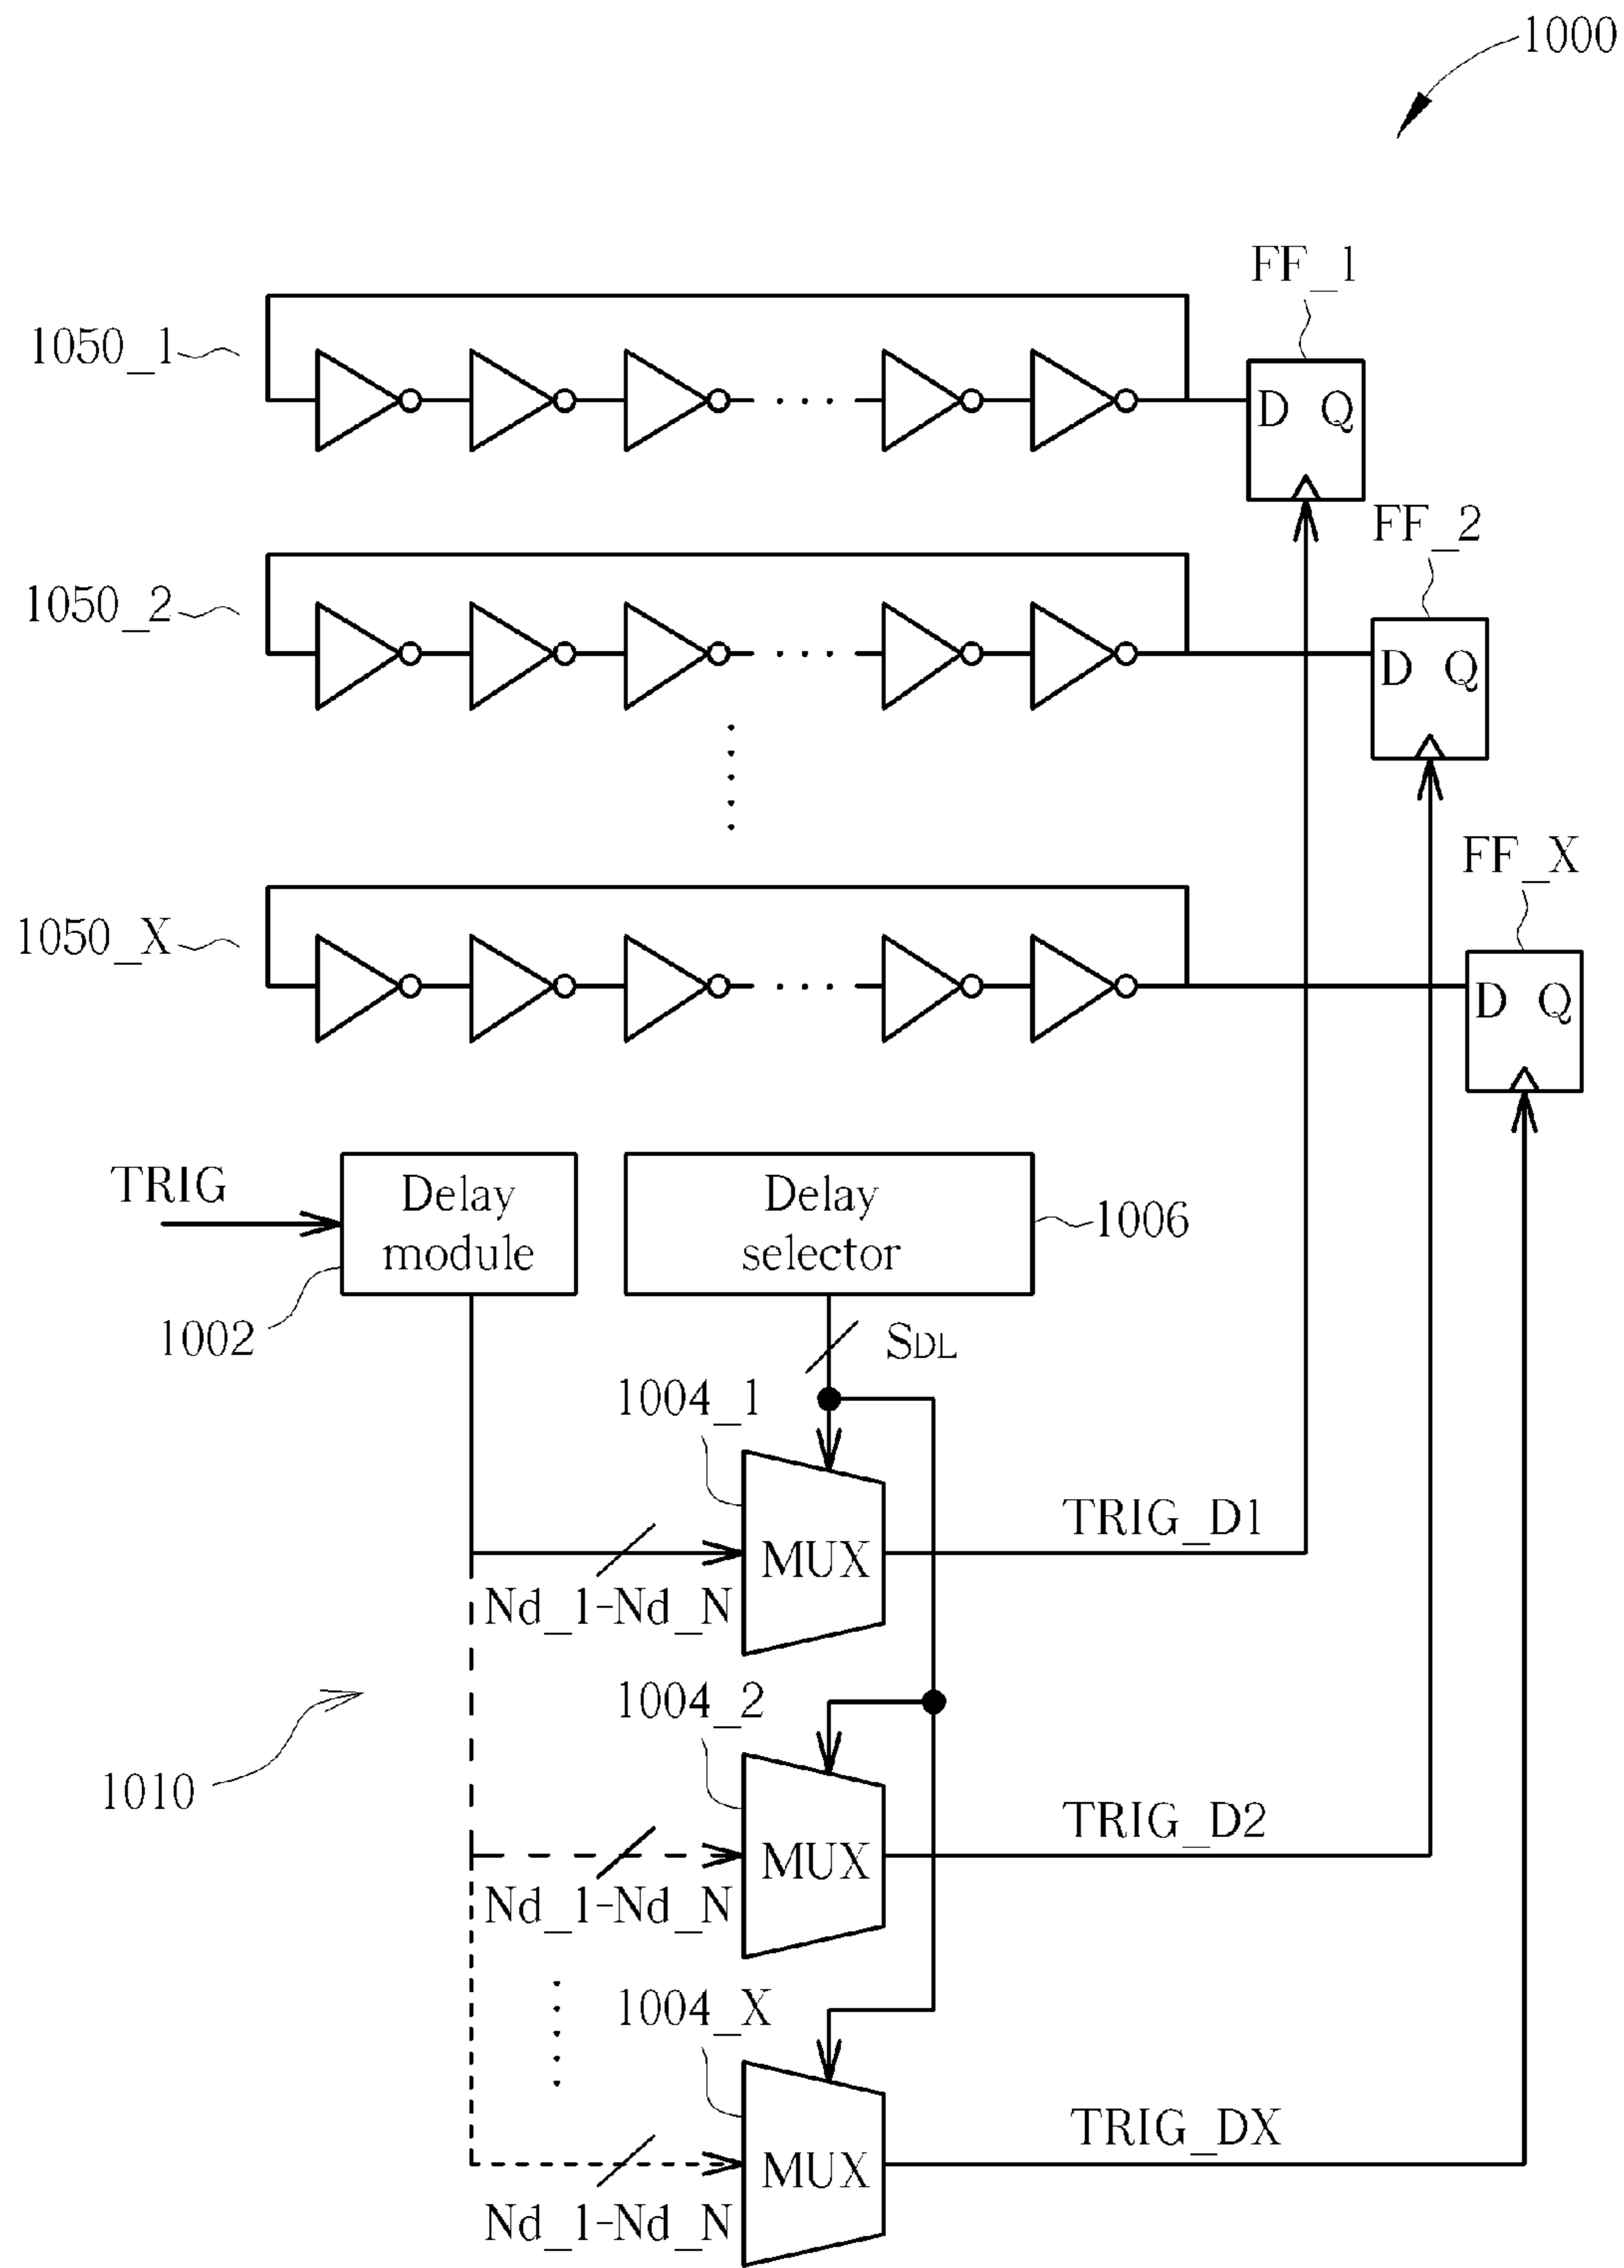 1000
FF_1
1050_1
D Q
FF_2
1050_2
D Q
FF_X
1050_X
D Q
TRIG
Delay
module
Delay
selector
1006
1002
SDL
1004_1
TRIG_D1
MUX
Nd_1-Nd_N
1004_2
1010
TRIG_D2
MUX
Nd_1-Nd_N
1004_X
TRIG_DX
MUX
Nd_1-Nd_N